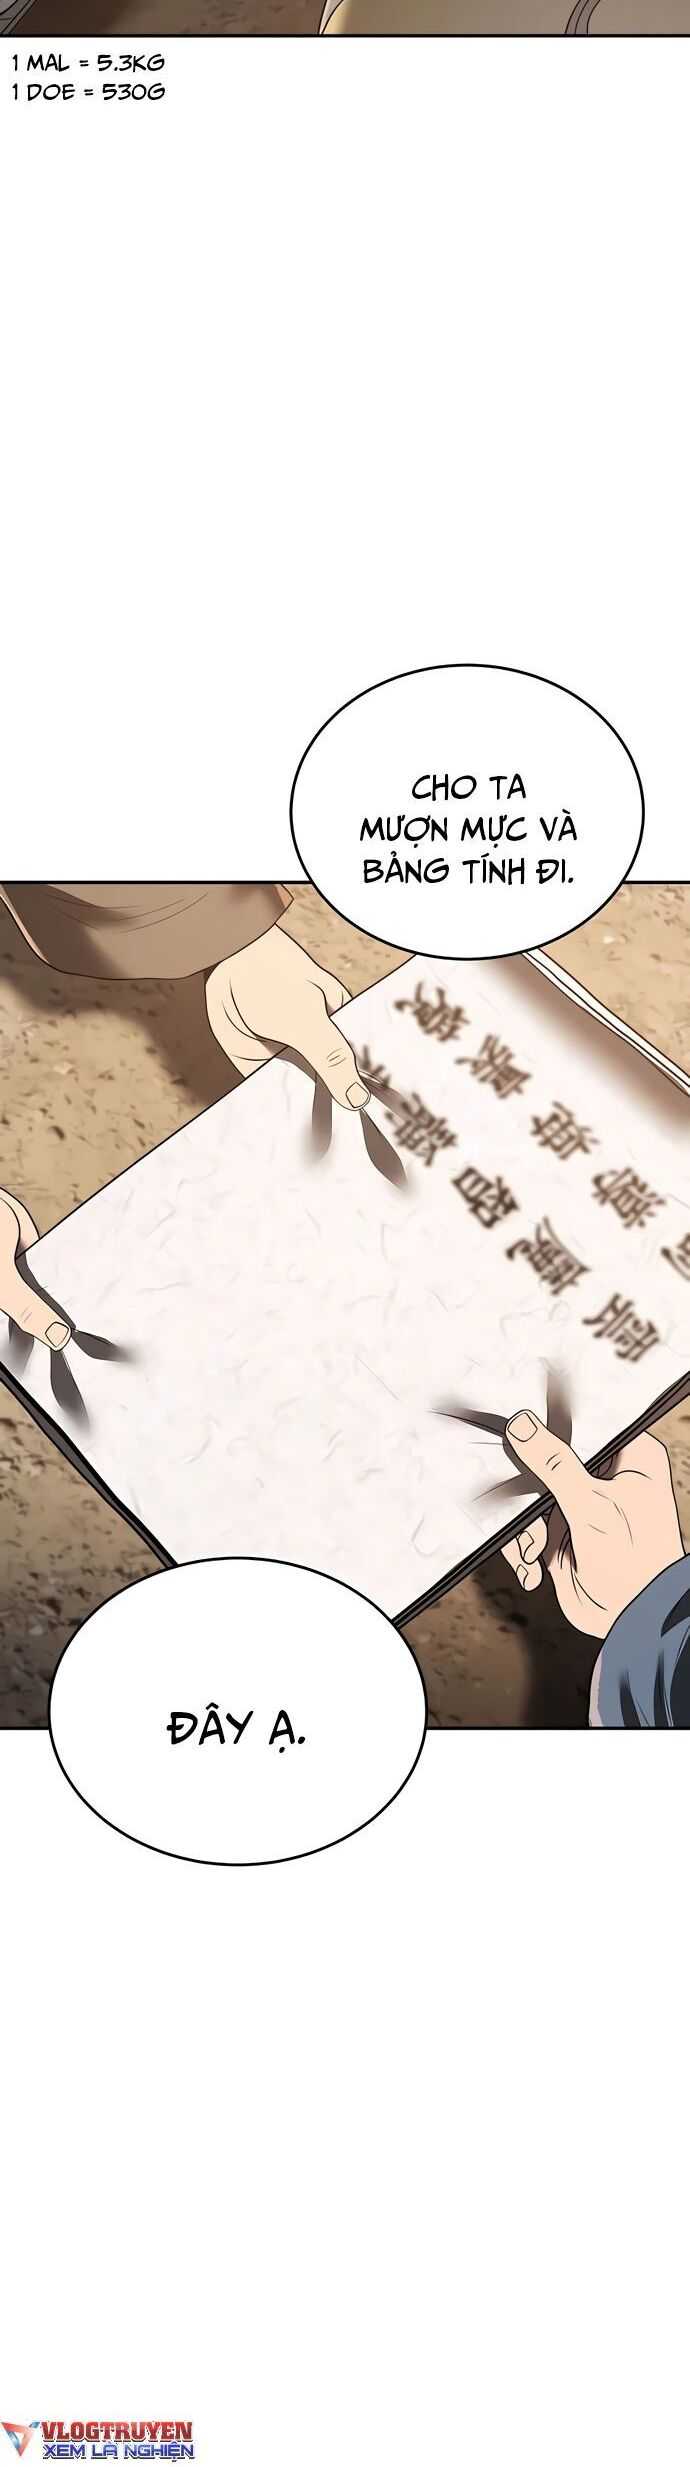 1 MAL = 5.3KG
1 DOE = 530G
CHO TA
MƯỢN MỰC VÀ
BẢNG TÍNH ĐI.
ĐÂY Ạ.
VLOGTRUYEN
XEM LÀ NGHIỆN